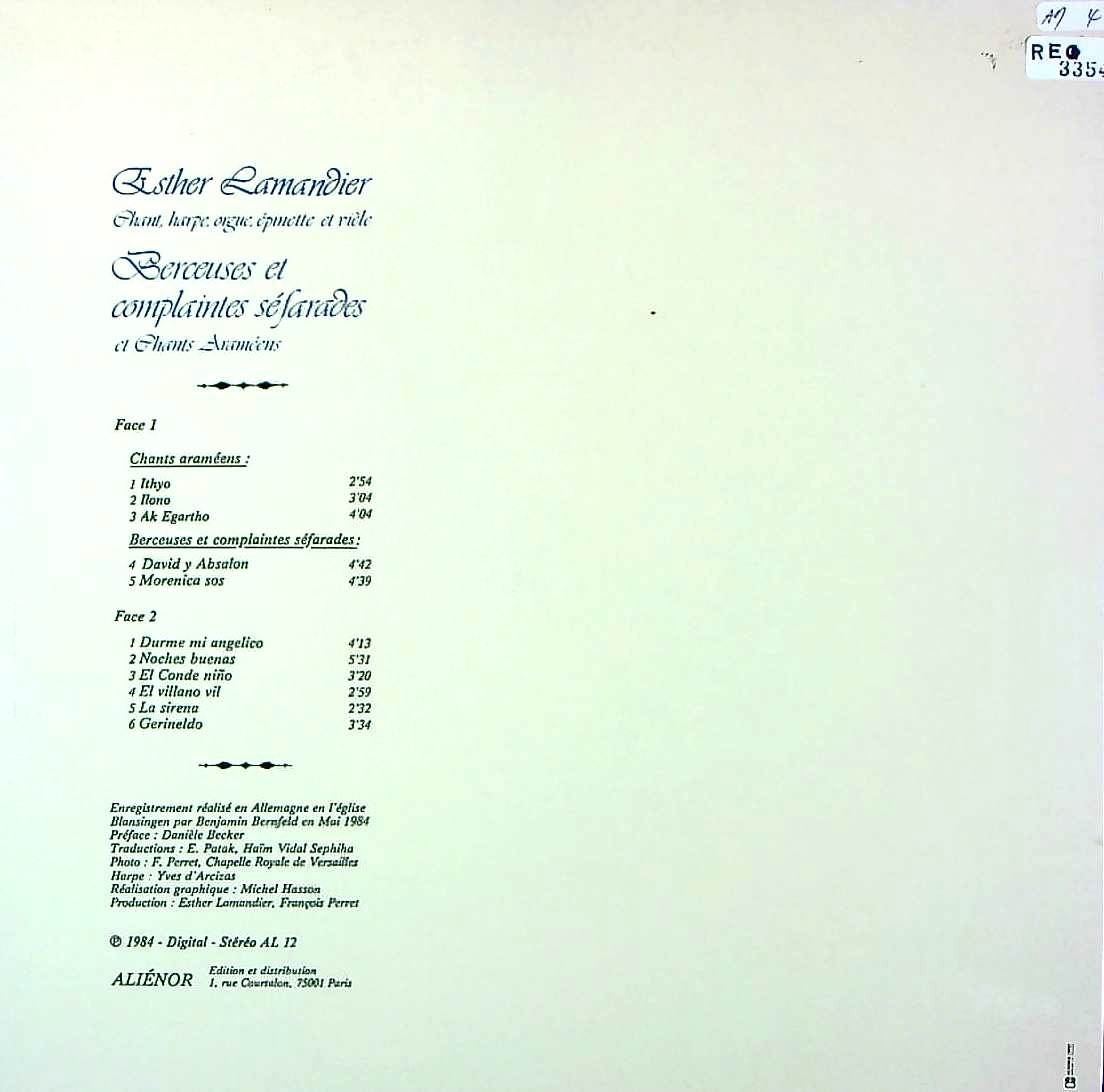 A7 4
REC
3354
Esther Lamandier
Chant, harpe, orgue, épinette et vièle
Berceuses et
complaintes séfarades
et Chants Araméens
Face 1
Chants araméens :
1 Ithyo 2'54
2 Ilono 3'04
3 Ak Egartho 4'04
Berceuses et complaintes séfarades :
4 David y Absalon 4'42
5 Morenica sos 4'39
Face 2
1 Durme mi angelico 4'13
2 Noches buenas 5'31
3 El Conde niño 3'20
4 El villano vil 2'59
5 La sirena 2'32
6 Gerineldo 3'34
Enregistrement réalisé en Allemagne en l'église
Blansingen par Benjamin Bernfeld en Mai 1984
Préface : Danièle Becker
Traductions : E. Patak, Haïm Vidal Sephiha
Photo : F. Perret, Chapelle Royale de Versailles
Harpe : Yves d'Arcizas
Réalisation graphique : Michel Hasson
Production : Esther Lamandier, François Perret
℗ 1984 - Digital - Stéréo AL 12
ALIÉNOR Edition et distribution
1, rue Courtalon, 75001 Paris